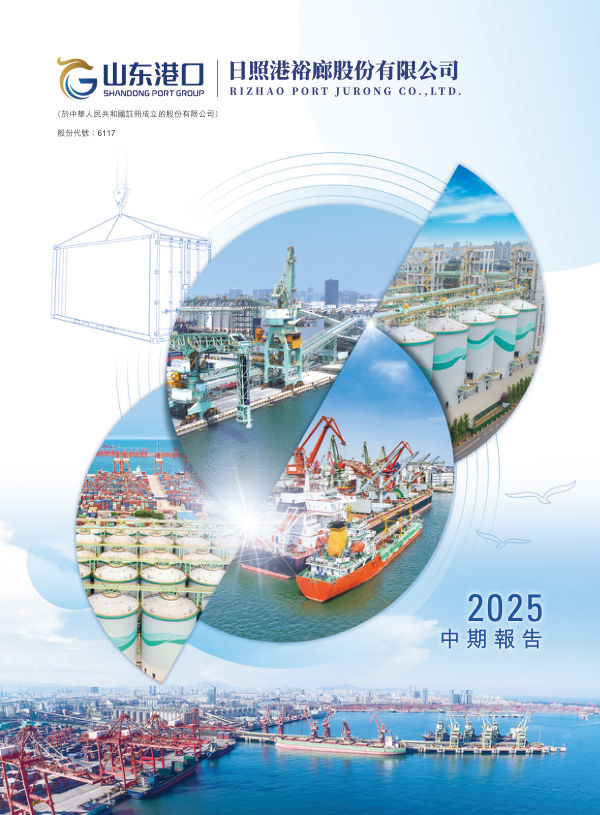 山东港口
SHANDONG PORT GROUP
日照港裕廊股份有限公司
RIZHAO PORT JURONG CO.,LTD.
(於中華人民共和國註冊成立的股份有限公司)
股份代號：6117
2025
中期報告